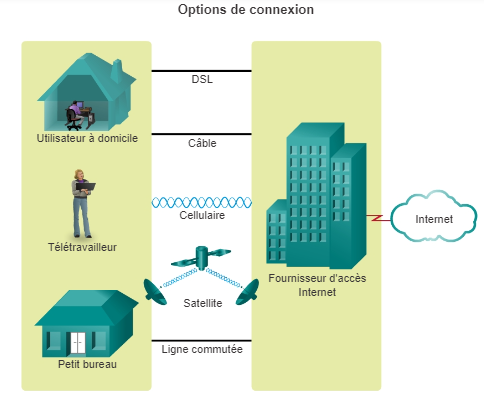 Options de connexion
DSL
Utilisateur à domicile
Câble
Cellulaire
Télétravailleur
Internet
Fournisseur d'accès
Internet
Satellite
Ligne commutée
Petit bureau